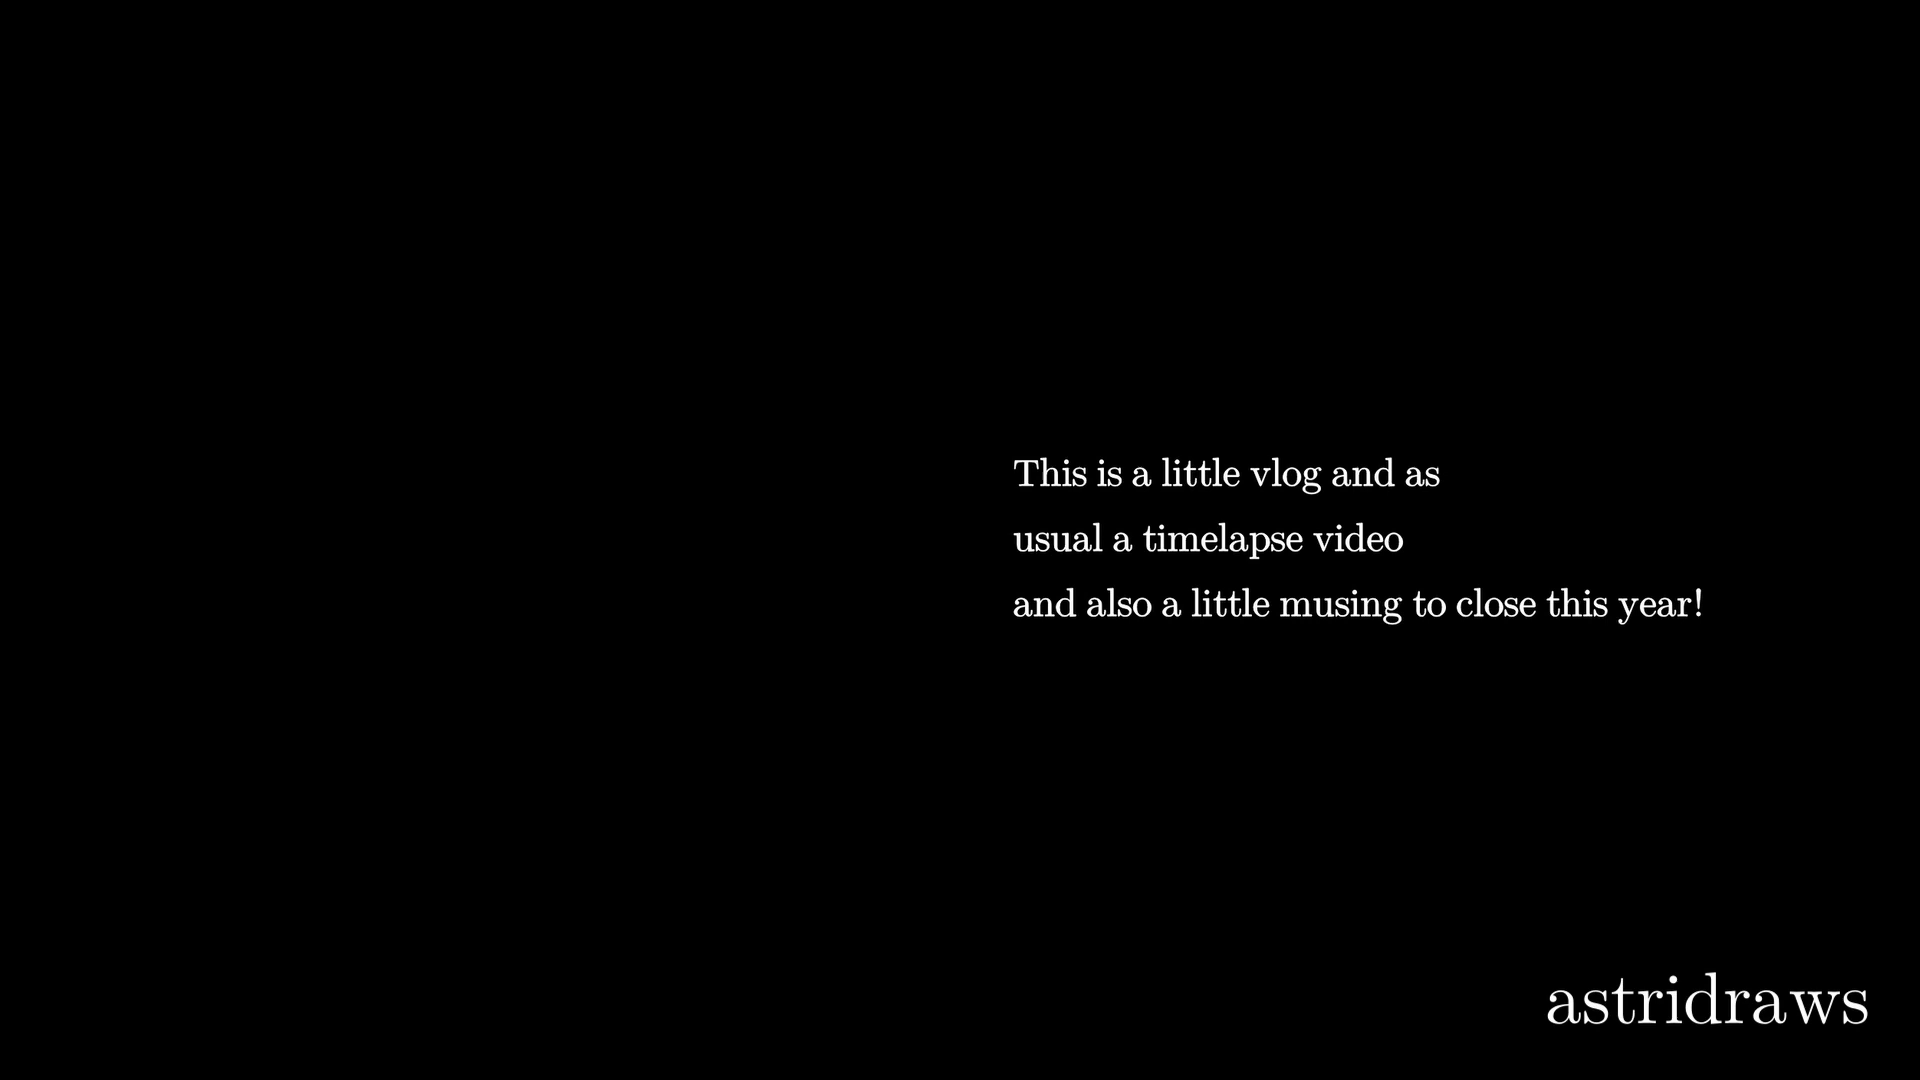 This is a little vlog and as
usual a timelapse video
and also a little musing to close this year!
astridraws